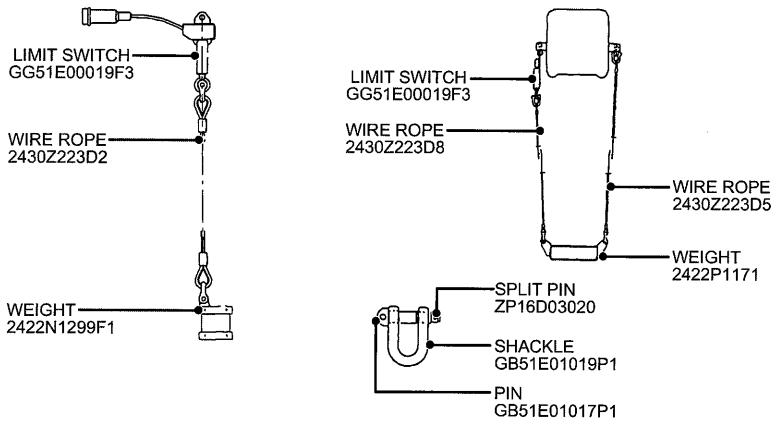 LIMIT SWITCH
GG51E00019F3
WIRE ROPE
2430Z223D2
WEIGHT
2422N1299F1
LIMIT SWITCH
GG51E00019F3
WIRE ROPE
2430Z223D8
WIRE ROPE
2430Z223D5
WEIGHT
2422P1171
SPLIT PIN
ZP16D03020
SHACKLE
GB51E01019P1
PIN
GB51E01017P1